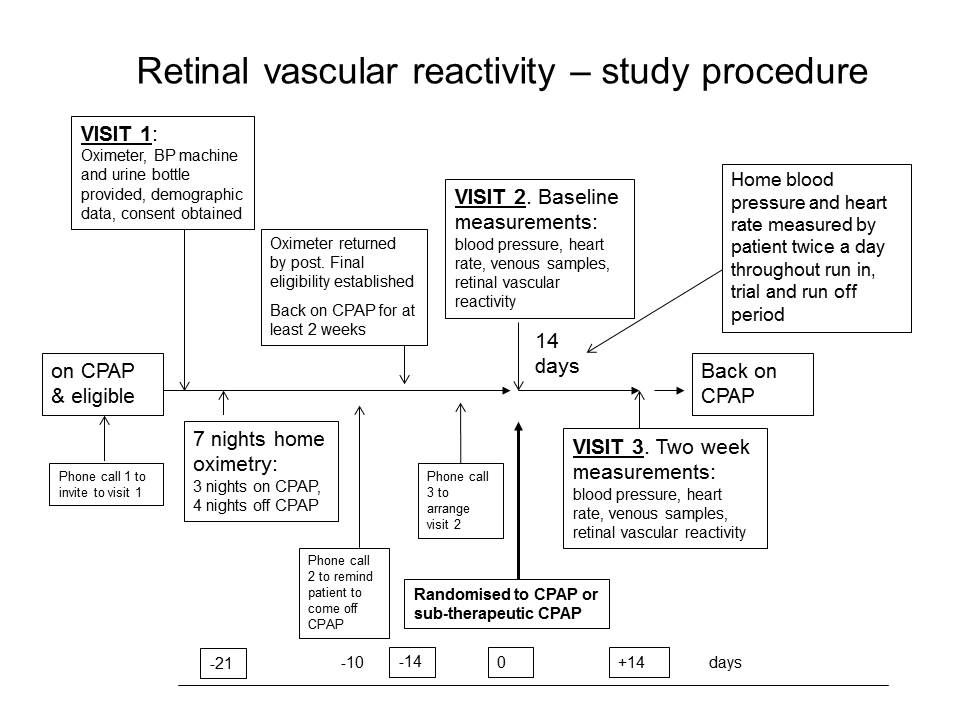 Retinal vascular reactivity – study procedure
VISIT 1:
Oximeter, BP machine
and urine bottle
provided, demographic
data, consent obtained
Oximeter returned
by post. Final
eligibility established
Back on CPAP for at
least 2 weeks
VISIT 2. Baseline
measurements:
blood pressure, heart
rate, venous samples,
retinal vascular
reactivity
Home blood
pressure and heart
rate measured by
patient twice a day
throughout run in,
trial and run off
period
14
days
on CPAP
& eligible
Back on
CPAP
Phone call 1 to
invite to visit 1
7 nights home
oximetry:
3 nights on CPAP,
4 nights off CPAP
Phone call
2 to remind
patient to
come off
CPAP
Phone call
3 to
arrange
visit 2
Randomised to CPAP or
sub-therapeutic CPAP
VISIT 3. Two week
measurements:
blood pressure, heart
rate, venous samples,
retinal vascular reactivity
-21 -10 -14 0 +14 days